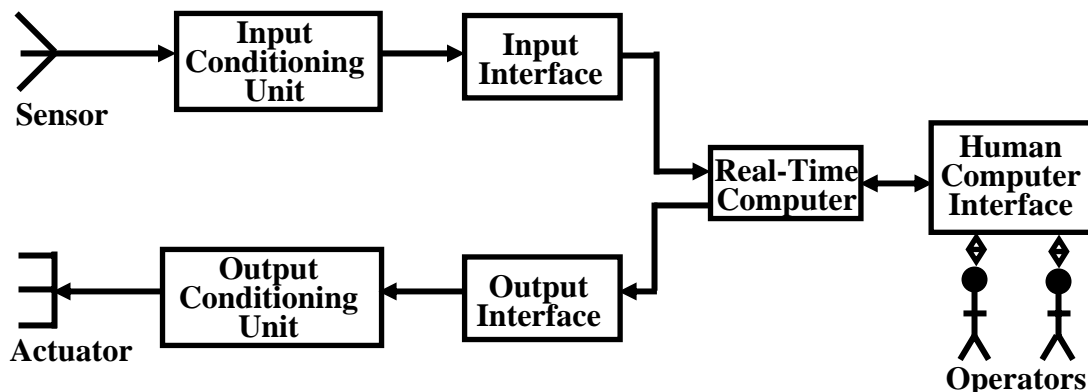 Input
Conditioning
Unit
Input
Interface
Sensor
Real-Time
Computer
Human
Computer
Interface
Output
Conditioning
Unit
Output
Interface
Actuator
Operators